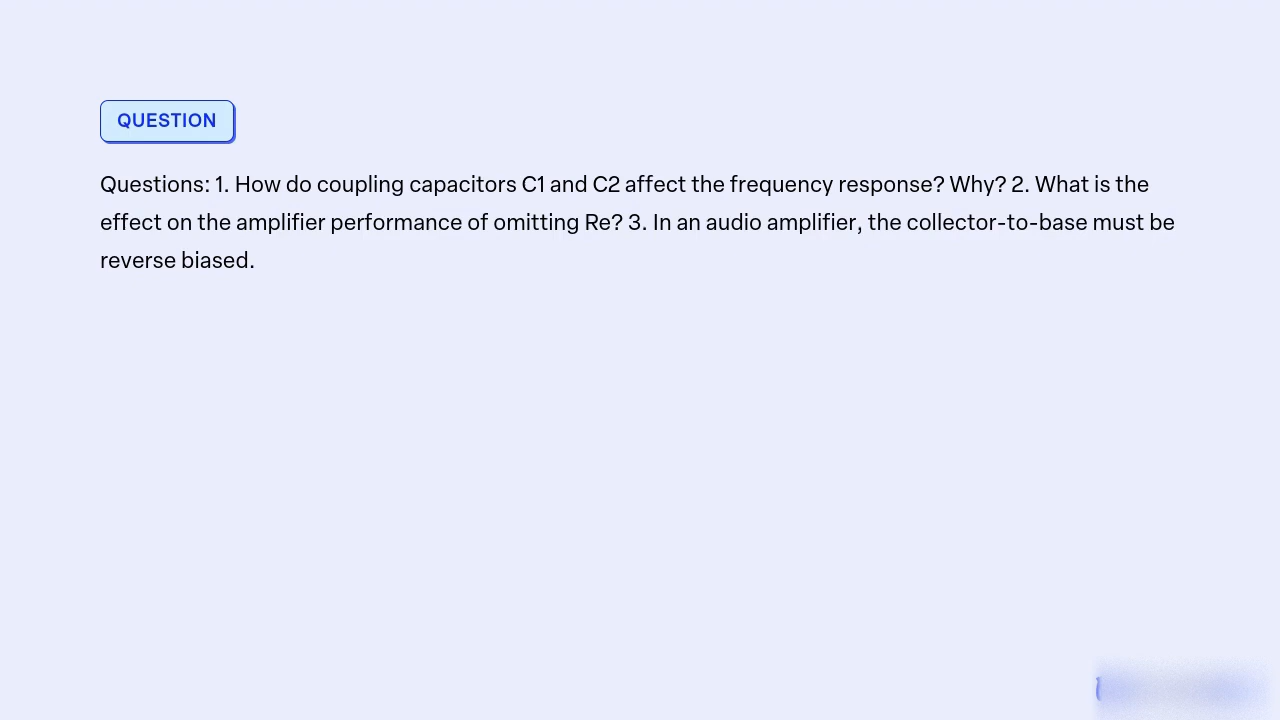 QUESTION
Questions: 1. How do coupling capacitors C1 and C2 affect the frequency response? Why? 2. What is the
effect on the amplifier performance of omitting Re? 3. In an audio amplifier, the collector-to-base must be
reverse biased.